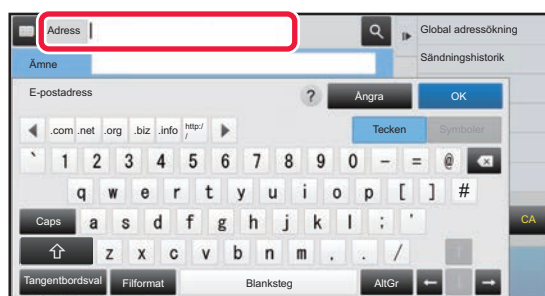 Adress
Global adressökning
Ämne
Sändningshistorik
E-postadress ? Ångra OK
.com .net .org .biz .info http:// Tecken Symboler
` 1 2 3 4 5 6 7 8 9 0 - = @
q w e r t y u i o p [ ] #
Caps a s d f g h j k l ; ' CA
z x c v b n m . . /
Tangentbordsval Filformat Blanksteg AltGr